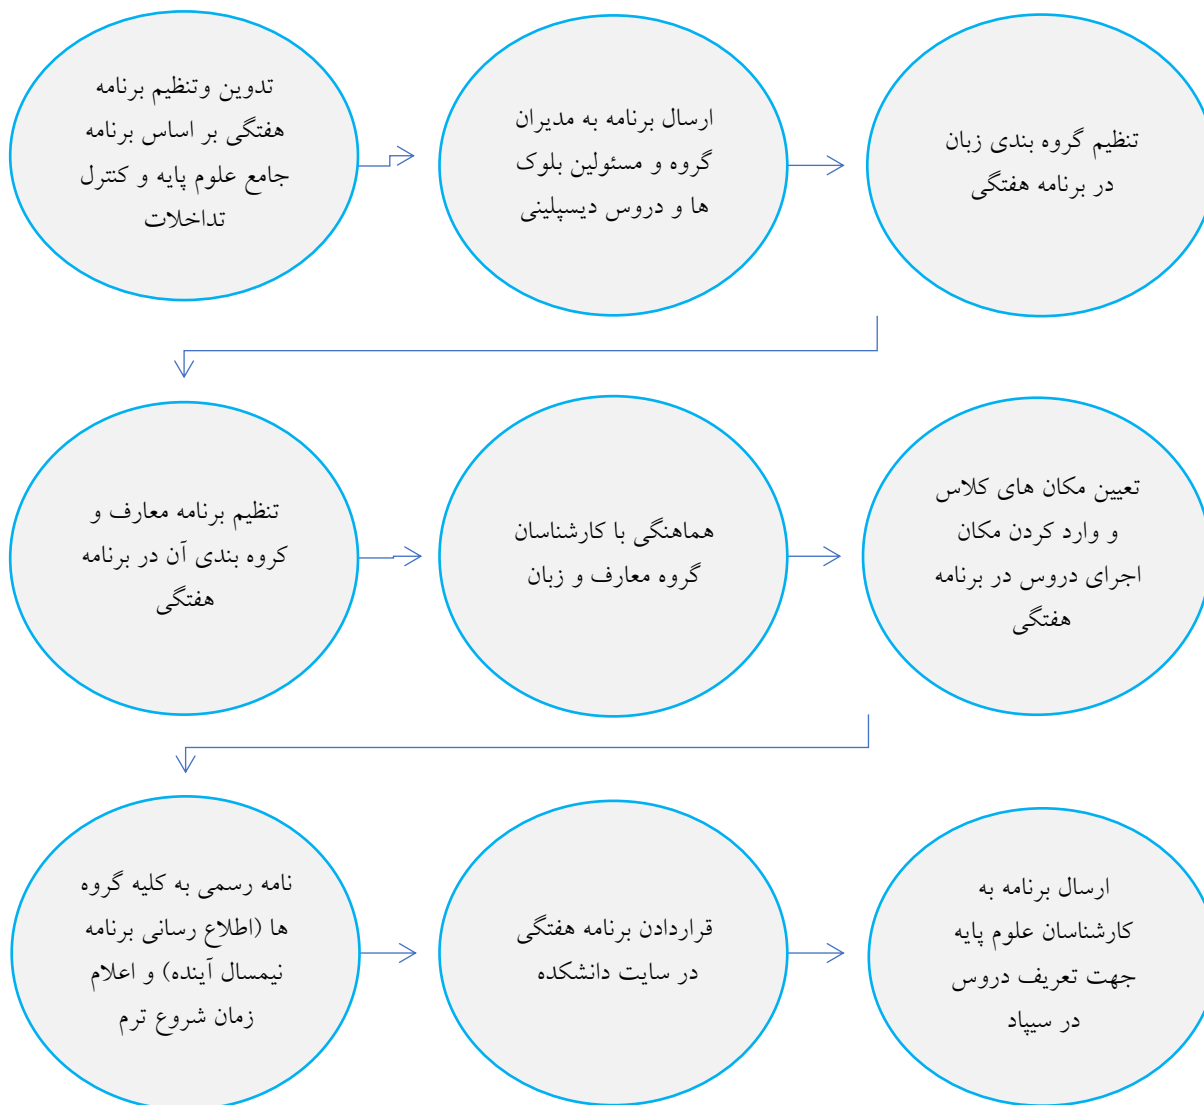 تدوین وتنظیم برنامه
هفتگی بر اساس برنامه
جامع علوم پایه و کنترل
تداخلات
ارسال برنامه به مدیران
گروه و مسئولین بلوک
ها و دروس دیسپلینی
تنظیم گروه بندی زبان
در برنامه هفتگی
تنظیم برنامه معارف و
کروه بندی آن در برنامه
هفتگی
هماهنگی با کارشناسان
گروه معارف و زبان
تعیین مکان های کلاس
و وارد کردن مکان
اجرای دروس در برنامه
هفتگی
نامه رسمی به کلیه گروه
ها (اطلاع رسانی برنامه
نیمسال آینده) و اعلام
زمان شروع ترم
قراردادن برنامه هفتگی
در سایت دانشکده
ارسال برنامه به
کارشناسان علوم پایه
جهت تعریف دروس
در سیپاد